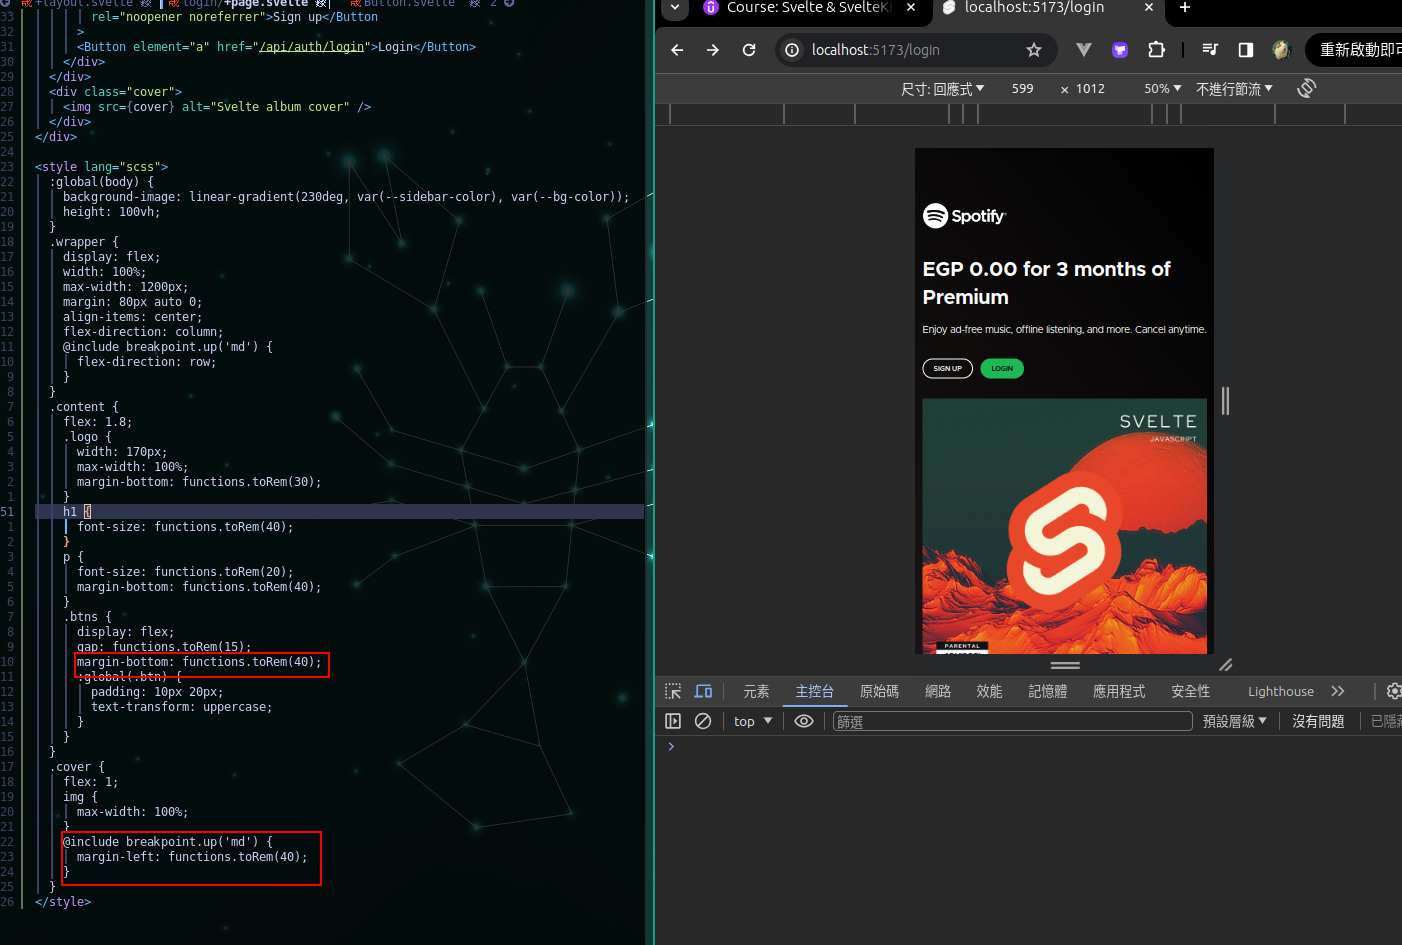 +layout.svelte
login/+page.svelte
Button.svelte
2
33 rel="noopener noreferrer">Sign up</Button
32 >
31 <Button element="a" href="/api/auth/login">Login</Button>
30 </div>
29 </div>
28 <div class="cover">
27 <img src={cover} alt="Svelte album cover" />
26 </div>
25 </div>
24
23 <style lang="scss">
22 :global(body) {
21 background-image: linear-gradient(230deg, var(--sidebar-color), var(--bg-color));
20 height: 100vh;
19 }
18 .wrapper {
17 display: flex;
16 width: 100%;
15 max-width: 1200px;
14 margin: 80px auto 0;
13 align-items: center;
12 flex-direction: column;
11 @include breakpoint.up('md') {
10 flex-direction: row;
9 }
8 }
7 .content {
6 flex: 1.8;
5 .logo {
4 width: 170px;
3 max-width: 100%;
2 margin-bottom: functions.toRem(30);
1 }
51 h1 {
1 font-size: functions.toRem(40);
2 }
3 p {
4 font-size: functions.toRem(20);
5 margin-bottom: functions.toRem(40);
6 }
7 .btns {
8 display: flex;
9 gap: functions.toRem(15);
10 margin-bottom: functions.toRem(40);
11 :global(.btn) {
12 padding: 10px 20px;
13 text-transform: uppercase;
14 }
15 }
16 }
17 .cover {
18 flex: 1;
19 img {
20 max-width: 100%;
21 }
22 @include breakpoint.up('md') {
23 margin-left: functions.toRem(40);
24 }
25 }
26 </style>
Course: Svelte & SvelteK
localhost:5173/login
localhost:5173/login
重新啟動即可
尺寸: 回應式 599 × 1012 50% 不進行節流
Spotify
EGP 0.00 for 3 months of
Premium
Enjoy ad-free music, offline listening, and more. Cancel anytime.
SIGN UP LOGIN
SVELTE
JAVASCRIPT
PARENTAL
元素 主控台 原始碼 網路 效能 記憶體 應用程式 安全性 Lighthouse
top 篩選 預設層級 沒有問題 已隱藏